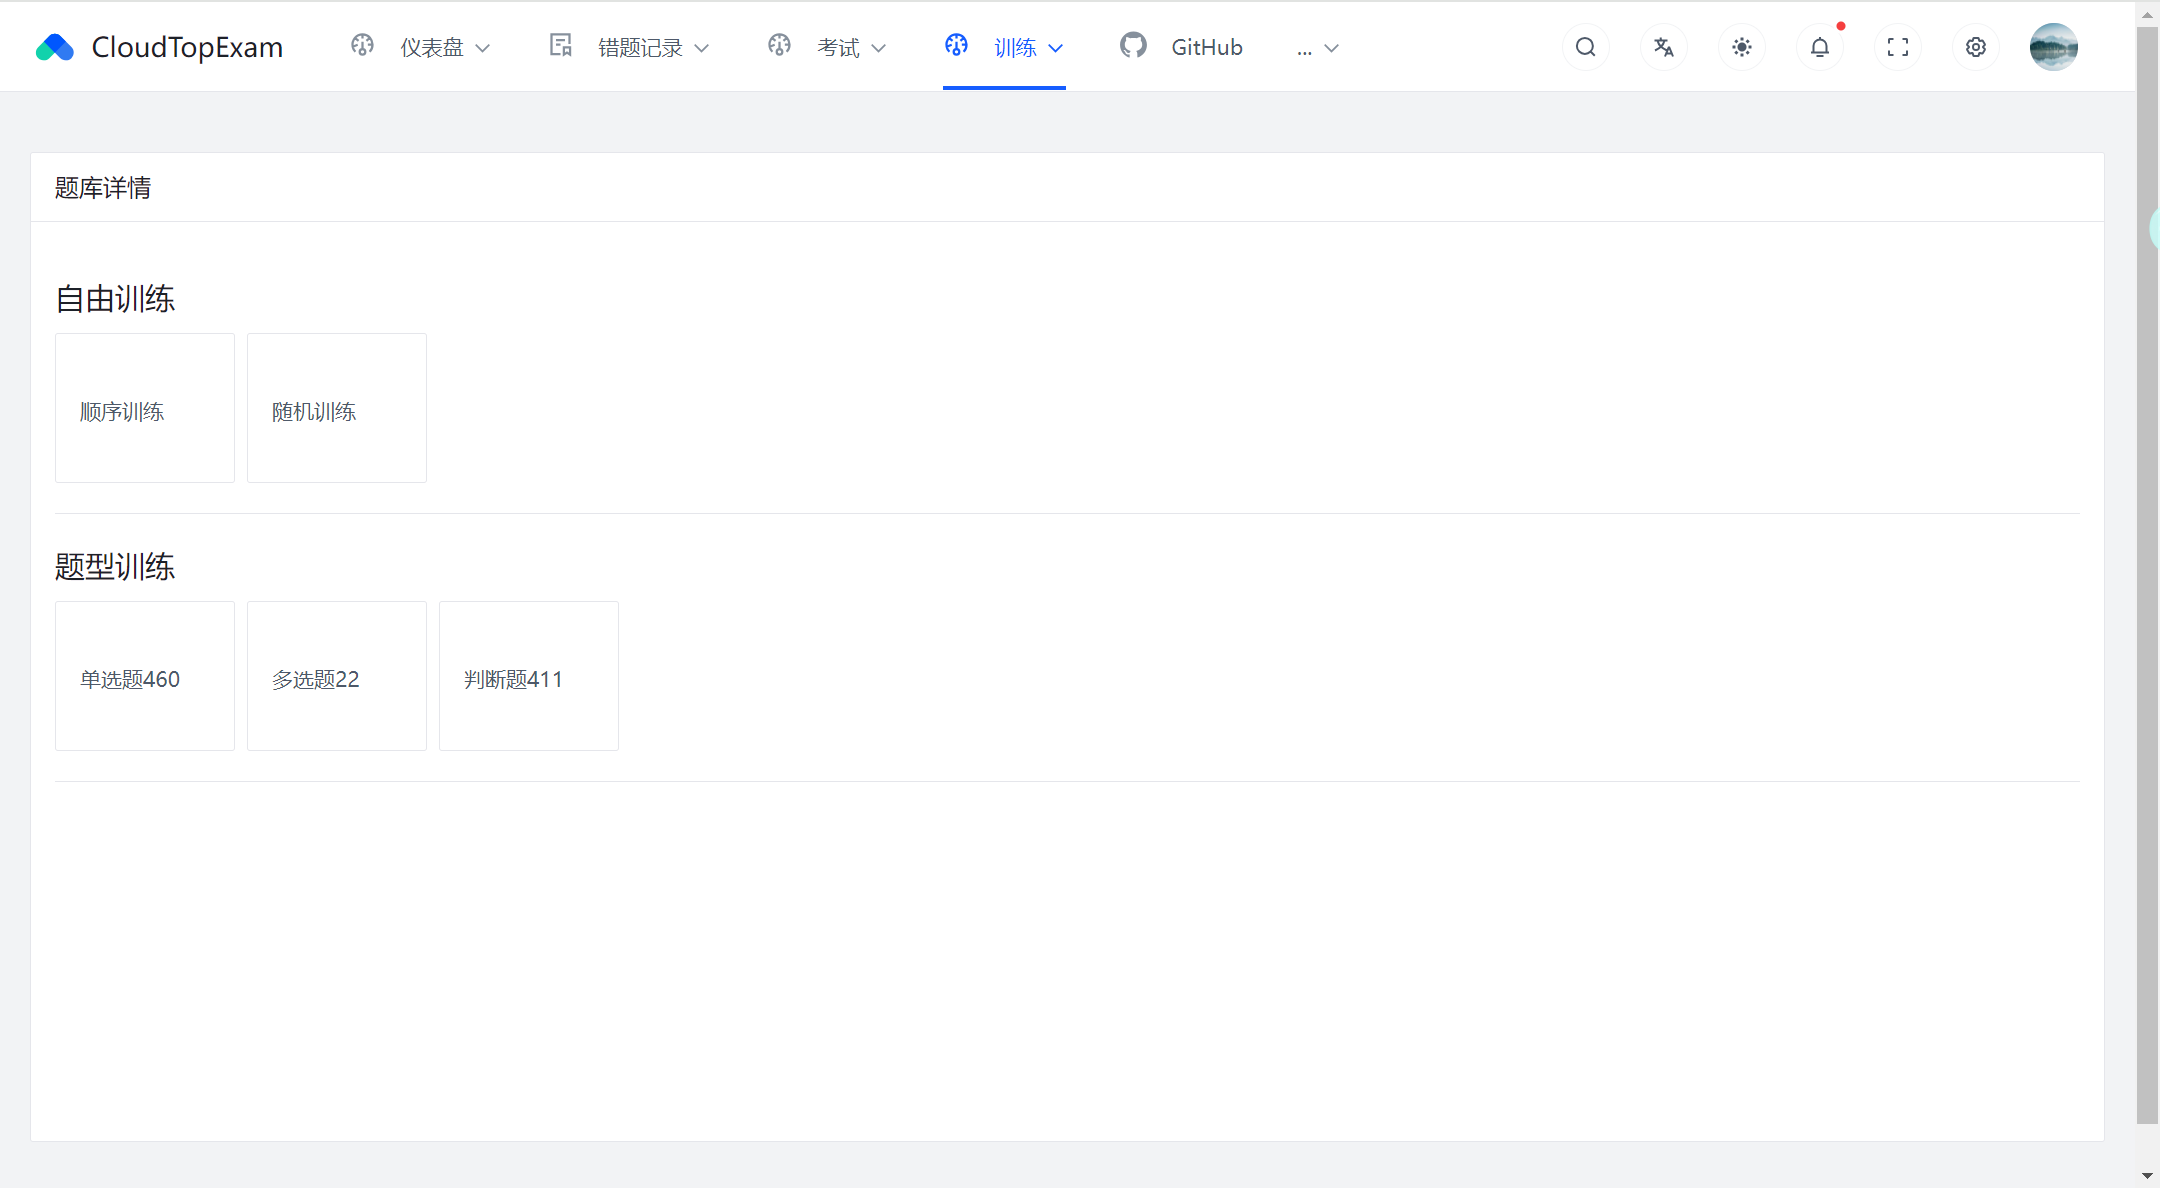 CloudTopExam 仪表盘 错题记录 考试 训练 GitHub ...
题库详情
自由训练
顺序训练 随机训练
题型训练
单选题460 多选题22 判断题411